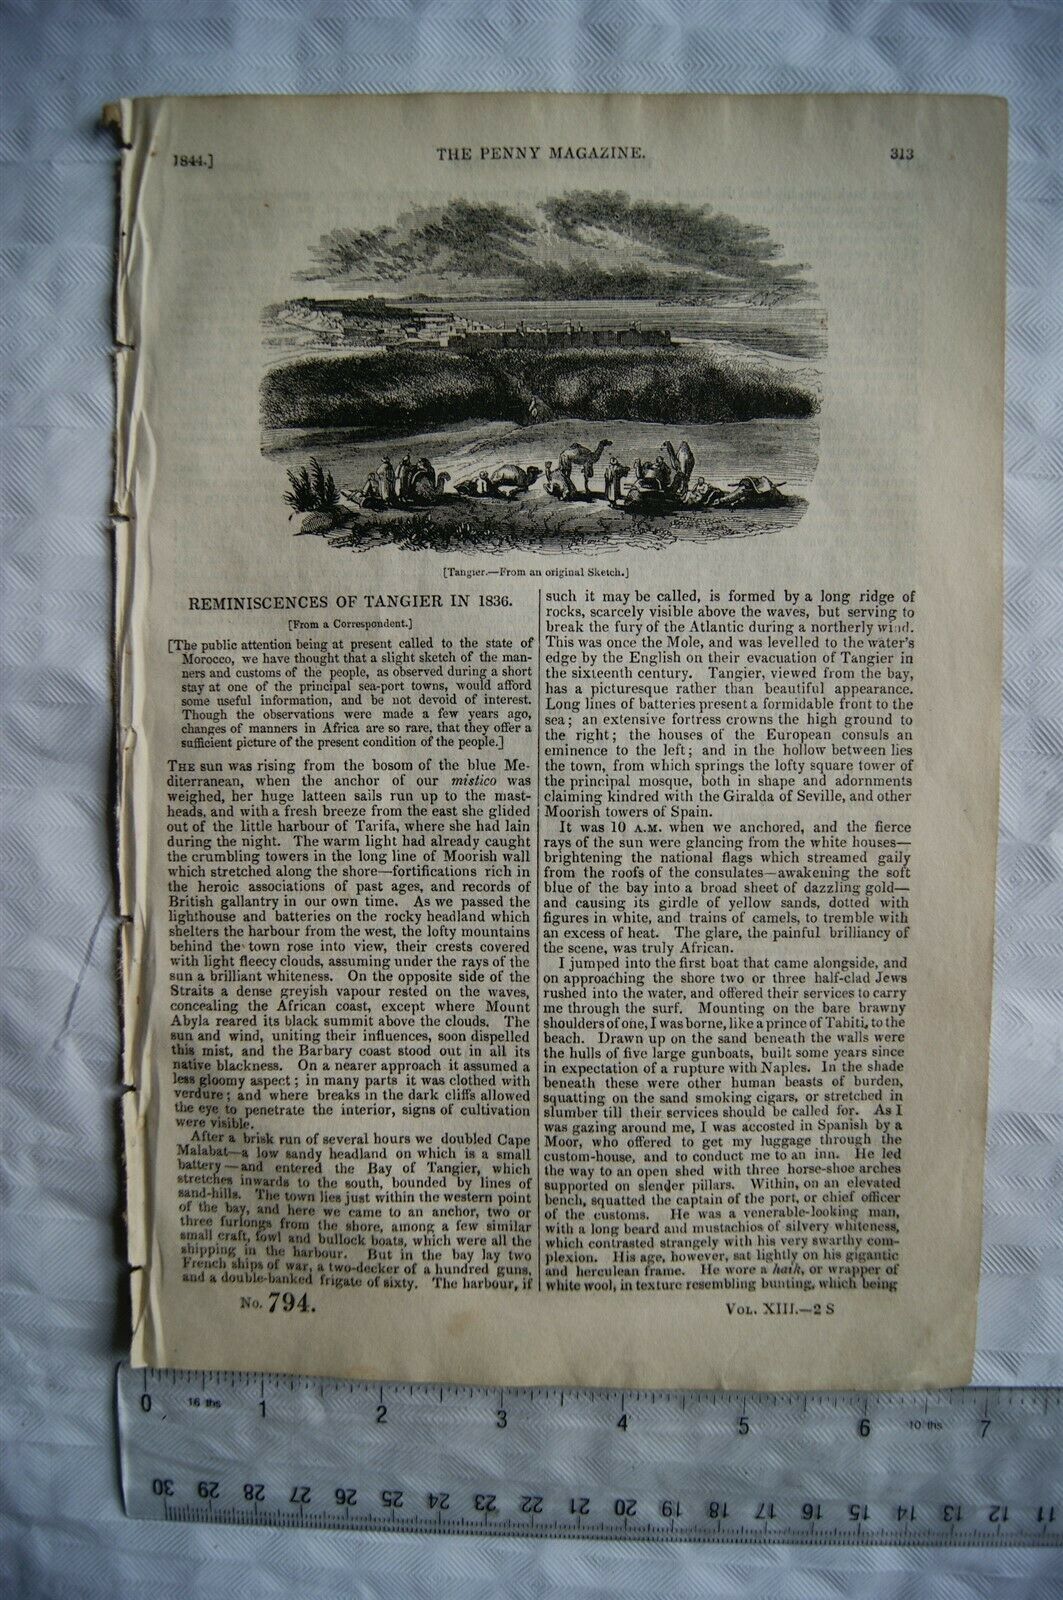 1844.]
THE PENNY MAGAZINE.
313
[Tangier.—From an original Sketch.]
REMINISCENCES OF TANGIER IN 1836.
[From a Correspondent.]
[The public attention being at present called to the state of
Morocco, we have thought that a slight sketch of the man-
ners and customs of the people, as observed during a short
stay at one of the principal sea-port towns, would afford
some useful information, and be not devoid of interest.
Though the observations were made a few years ago,
changes of manners in Africa are so rare, that they offer a
sufficient picture of the present condition of the people.]
THE sun was rising from the bosom of the blue Me-
diterranean, when the anchor of our mistico was
weighed, her huge latteen sails run up to the mast-
heads, and with a fresh breeze from the east she glided
out of the little harbour of Tarifa, where she had lain
during the night. The warm light had already caught
the crumbling towers in the long line of Moorish wall
which stretched along the shore—fortifications rich in
the heroic associations of past ages, and records of
British gallantry in our own time. As we passed the
lighthouse and batteries on the rocky headland which
shelters the harbour from the west, the lofty mountains
behind the town rose into view, their crests covered
with light fleecy clouds, assuming under the rays of the
sun a brilliant whiteness. On the opposite side of the
Straits a dense greyish vapour rested on the waves,
concealing the African coast, except where Mount
Abyla reared its black summit above the clouds. The
sun and wind, uniting their influences, soon dispelled
this mist, and the Barbary coast stood out in all its
native blackness. On a nearer approach it assumed a
less gloomy aspect; in many parts it was clothed with
verdure; and where breaks in the dark cliffs allowed
the eye to penetrate the interior, signs of cultivation
were visible.
After a brisk run of several hours we doubled Cape
Malabat—a low sandy headland on which is a small
battery—and entered the Bay of Tangier, which
stretches inwards to the south, bounded by lines of
sand-hills. The town lies just within the western point
of the bay, and here we came to an anchor, two or
three furlongs from the shore, among a few similar
small craft, fowl and bullock boats, which were all the
shipping in the harbour. But in the bay lay two
French ships of war, a two-decker of a hundred guns,
and a double-banked frigate of sixty. The harbour, if
such it may be called, is formed by a long ridge of
rocks, scarcely visible above the waves, but serving to
break the fury of the Atlantic during a northerly wind.
This was once the Mole, and was levelled to the water's
edge by the English on their evacuation of Tangier in
the sixteenth century. Tangier, viewed from the bay,
has a picturesque rather than beautiful appearance.
Long lines of batteries present a formidable front to the
sea; an extensive fortress crowns the high ground to
the right; the houses of the European consuls an
eminence to the left; and in the hollow between lies
the town, from which springs the lofty square tower of
the principal mosque, both in shape and adornments
claiming kindred with the Giralda of Seville, and other
Moorish towers of Spain.
It was 10 A.M. when we anchored, and the fierce
rays of the sun were glancing from the white houses—
brightening the national flags which streamed gaily
from the roofs of the consulates—awakening the soft
blue of the bay into a broad sheet of dazzling gold—
and causing its girdle of yellow sands, dotted with
figures in white, and trains of camels, to tremble with
an excess of heat. The glare, the painful brilliancy of
the scene, was truly African.
I jumped into the first boat that came alongside, and
on approaching the shore two or three half-clad Jews
rushed into the water, and offered their services to carry
me through the surf. Mounting on the bare brawny
shoulders of one, I was borne, like a prince of Tahiti, to the
beach. Drawn up on the sand beneath the walls were
the hulls of five large gunboats, built some years since
in expectation of a rupture with Naples. In the shade
beneath these were other human beasts of burden,
squatting on the sand smoking cigars, or stretched in
slumber till their services should be called for. As I
was gazing around me, I was accosted in Spanish by a
Moor, who offered to get my luggage through the
custom-house, and to conduct me to an inn. He led
the way to an open shed with three horse-shoe arches
supported on slender pillars. Within, on an elevated
bench, squatted the captain of the port, or chief officer
of the customs. He was a venerable-looking man,
with a long beard and mustachios of silvery whiteness,
which contrasted strangely with his very swarthy com-
plexion. His age, however, sat lightly on his gigantic
and herculean frame. He wore a haik, or wrapper of
white wool, in texture resembling bunting, which being
No. 794.
VOL. XIII.—2 S
0 16 ths 1 2 3 4 5 6 10 ths 7
30 29 28 27 26 25 24 23 22 21 20 19 18 17 16 15 14 13 12 11